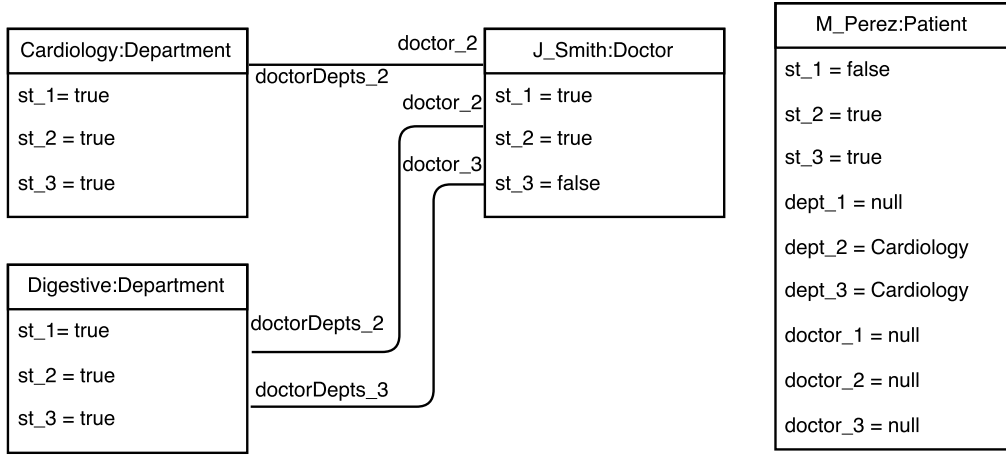 Cardiology:Department
st_1= true
st_2 = true
st_3 = true
doctor_2
doctorDepts_2
doctor_2
doctor_3
J_Smith:Doctor
st_1 = true
st_2 = true
st_3 = false
Digestive:Department
st_1= true
st_2 = true
st_3 = true
doctorDepts_2
doctorDepts_3
M_Perez:Patient
st_1 = false
st_2 = true
st_3 = true
dept_1 = null
dept_2 = Cardiology
dept_3 = Cardiology
doctor_1 = null
doctor_2 = null
doctor_3 = null